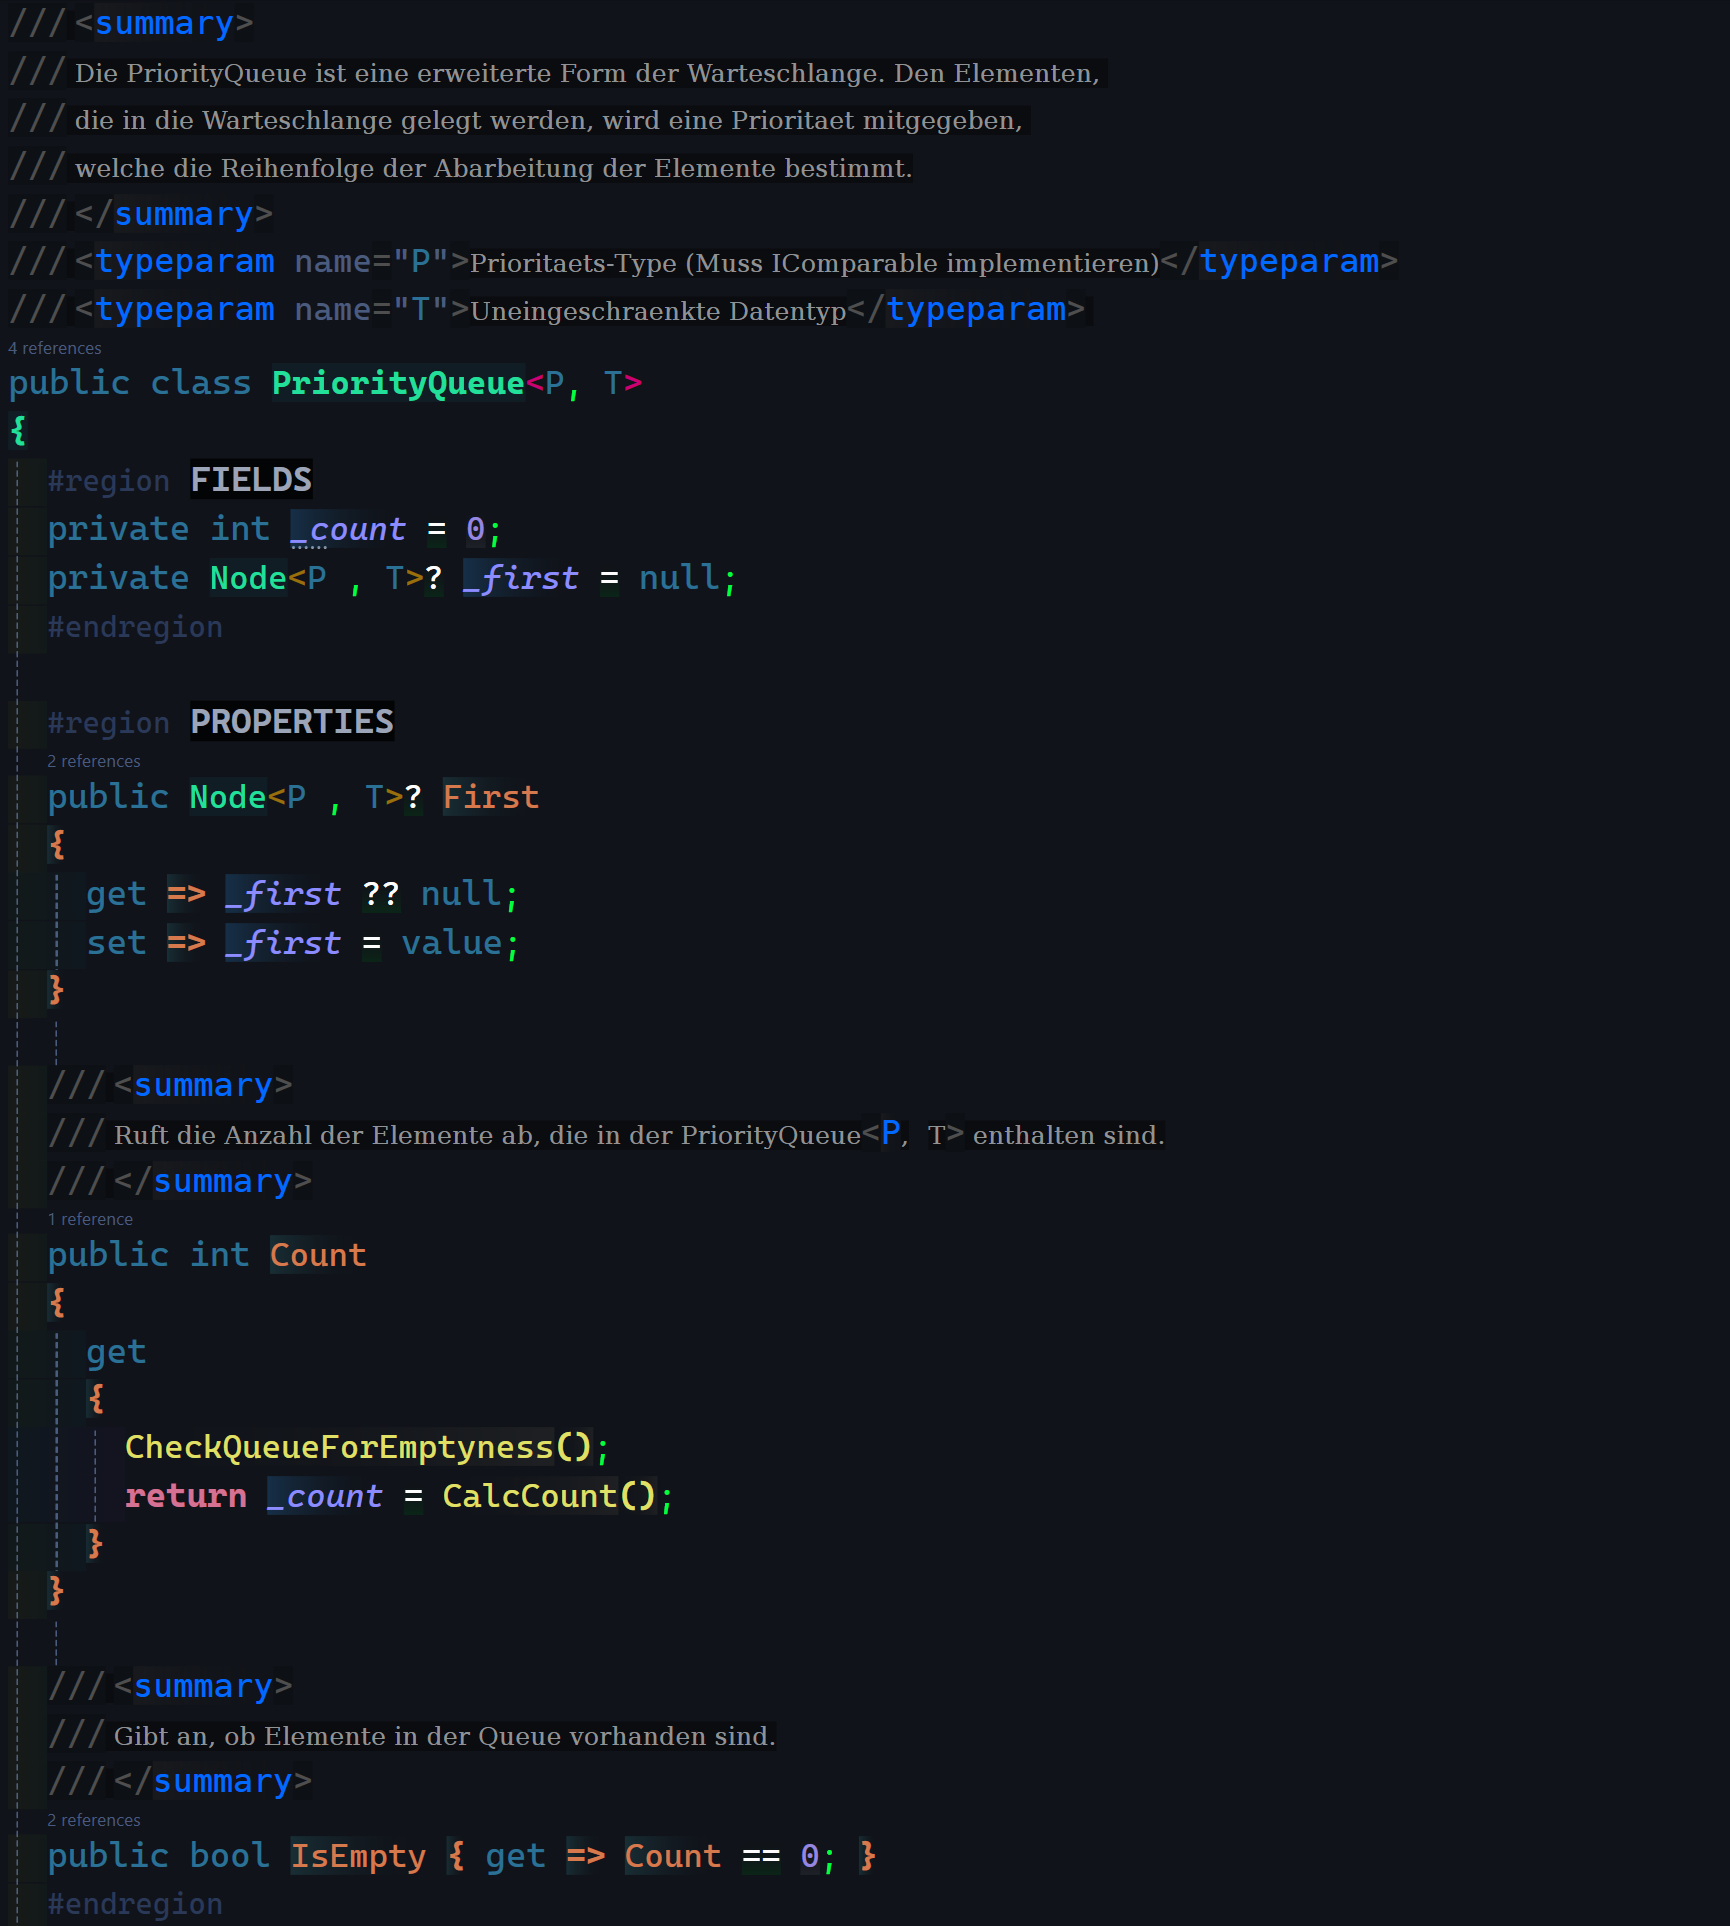 /// <summary>
/// Die PriorityQueue ist eine erweiterte Form der Warteschlange. Den Elementen,
/// die in die Warteschlange gelegt werden, wird eine Prioritaet mitgegeben,
/// welche die Reihenfolge der Abarbeitung der Elemente bestimmt.
/// </summary>
/// <typeparam name="P">Prioritaets-Type (Muss IComparable implementieren)</typeparam>
/// <typeparam name="T">Uneingeschraenkte Datentyp</typeparam>
4 references
public class PriorityQueue<P, T>
{
#region FIELDS
private int _count = 0;
private Node<P , T>? _first = null;
#endregion
#region PROPERTIES
2 references
public Node<P , T>? First
{
get => _first ?? null;
set => _first = value;
}
/// <summary>
/// Ruft die Anzahl der Elemente ab, die in der PriorityQueue<P, T> enthalten sind.
/// </summary>
1 reference
public int Count
{
get
{
CheckQueueForEmptyness();
return _count = CalcCount();
}
}
/// <summary>
/// Gibt an, ob Elemente in der Queue vorhanden sind.
/// </summary>
2 references
public bool IsEmpty { get => Count == 0; }
#endregion